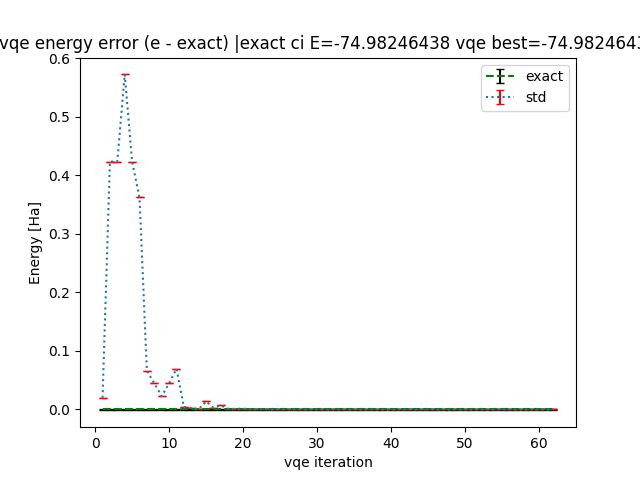 vqe energy error (e - exact) |exact ci E=-74.98246438 vqe best=-74.9824643
exact
std
0.6
0.5
0.4
0.3
0.2
0.1
0.0
Energy [Ha]
0 10 20 30 40 50 60
vqe iteration